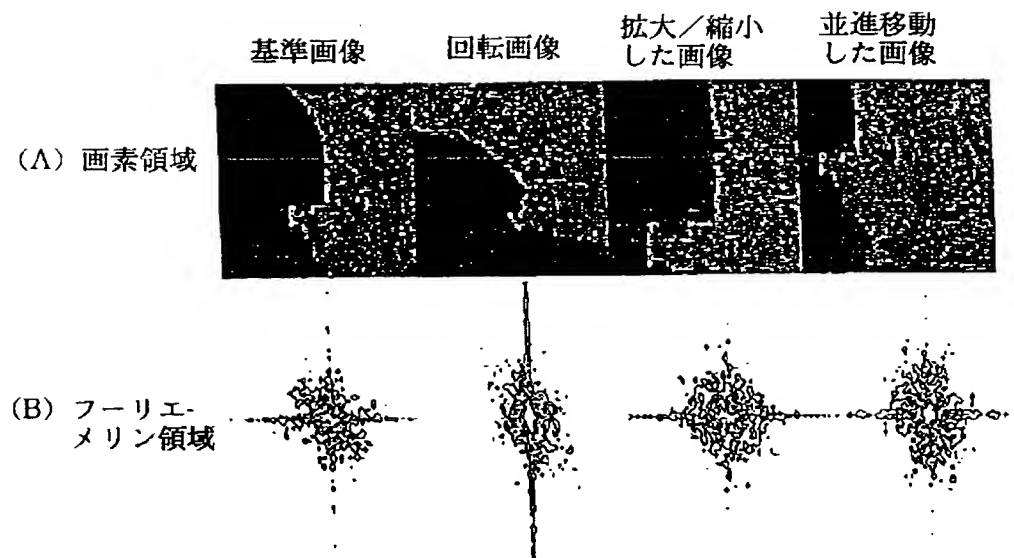 基準画像
回転画像
拡大／縮小
した画像
並進移動
した画像
(A) 画素領域
(B) フーリエ-
メリン領域